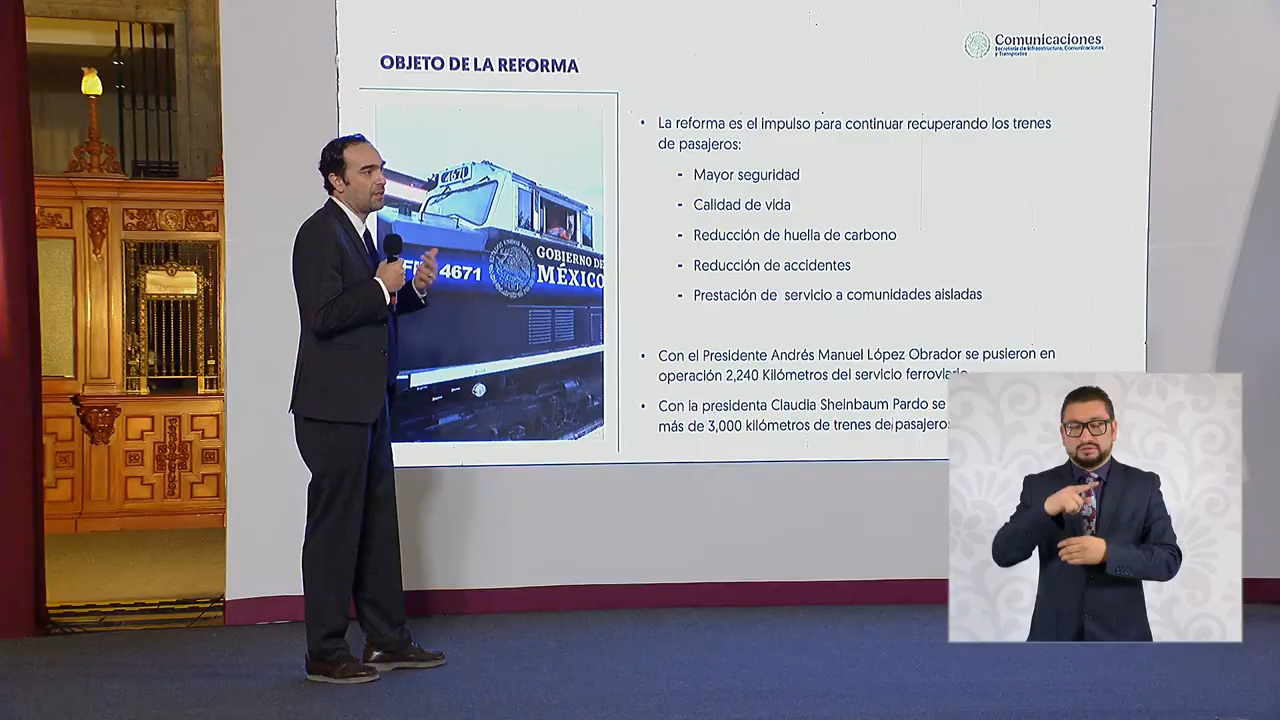 Comunicaciones
Secretaría de Infraestructura, Comunicaciones
y Transportes
OBJETO DE LA REFORMA
• La reforma es el impulso para continuar recuperando los trenes
de pasajeros:
- Mayor seguridad
- Calidad de vida
- Reducción de huella de carbono
- Reducción de accidentes
- Prestación de servicio a comunidades aisladas
• Con el Presidente Andrés Manuel López Obrador se pusieron en
operación 2,240 Kilómetros del servicio ferroviario
• Con la presidenta Claudia Sheinbaum Pardo se
más de 3,000 kilómetros de trenes de pasajeros
4671
4671
GOBIERNO DE
MÉXICO